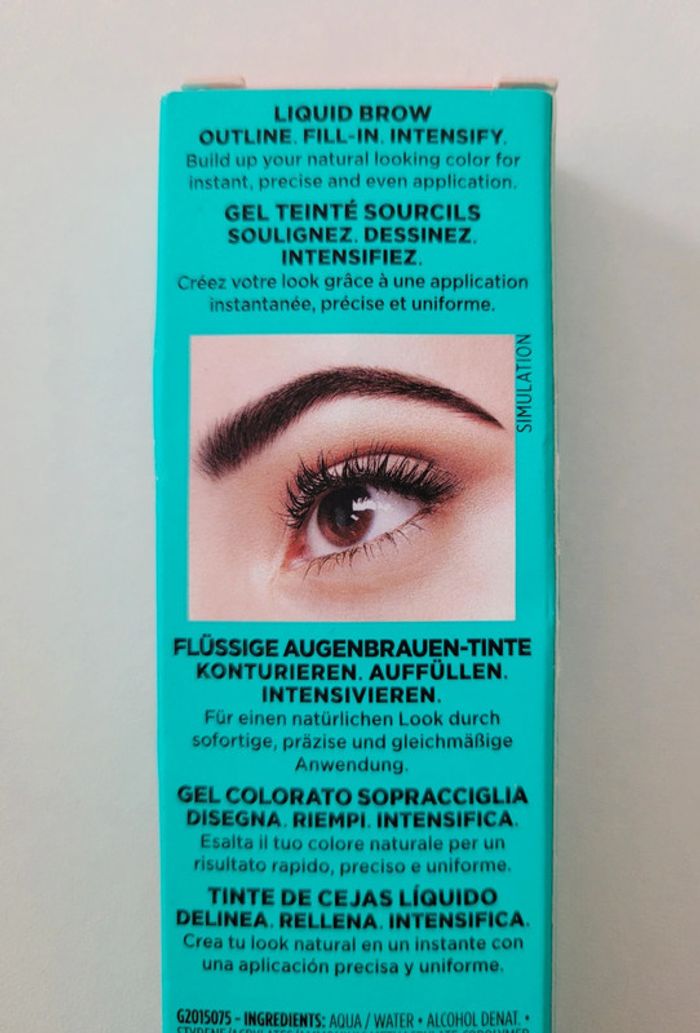 LIQUID BROW
OUTLINE. FILL-IN. INTENSIFY.
Build up your natural looking color for
instant, precise and even application.
GEL TEINTÉ SOURCILS
SOULIGNEZ. DESSINEZ.
INTENSIFIEZ.
Créez votre look grâce à une application
instantanée, précise et uniforme.
SIMULATION
FLÜSSIGE AUGENBRAUEN-TINTE
KONTURIEREN. AUFFÜLLEN.
INTENSIVIEREN.
Für einen natürlichen Look durch
sofortige, präzise und gleichmäßige
Anwendung.
GEL COLORATO SOPRACCIGLIA
DISEGNA. RIEMPI. INTENSIFICA.
Esalta il tuo colore naturale per un
risultato rapido, preciso e uniforme.
TINTE DE CEJAS LÍQUIDO
DELINEA. RELLENA. INTENSIFICA.
Crea tu look natural en un instante con
una aplicación precisa y uniforme.
G2015075 - INGREDIENTS: AQUA / WATER • ALCOHOL DENAT. •